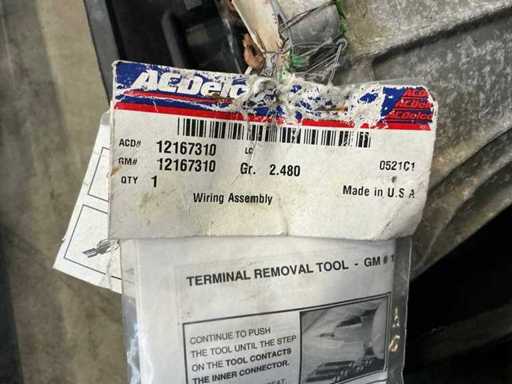 ACDelco
ACDelco
ACDelco
ACD# 12167310 LC
GM# 12167310 Gr. 2.480 0521C1
QTY 1 Made in U.S.A
Wiring Assembly
TERMINAL REMOVAL TOOL - GM #
CONTINUE TO PUSH
THE TOOL UNTIL THE STEP
ON THE TOOL CONTACTS
THE INNER CONNECTOR.